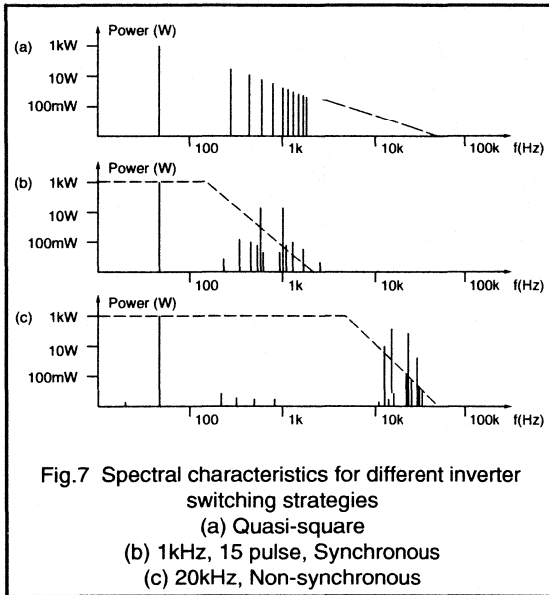 Power (W)
(a)
1kW
10W
100mW
100 1k 10k 100k f(Hz)
Power (W)
(b)
1kW
10W
100mW
100 1k 10k 100k f(Hz)
Power (W)
(c)
1kW
10W
100mW
100 1k 10k 100k f(Hz)
Fig.7 Spectral characteristics for different inverter
switching strategies
(a) Quasi-square
(b) 1kHz, 15 pulse, Synchronous
(c) 20kHz, Non-synchronous